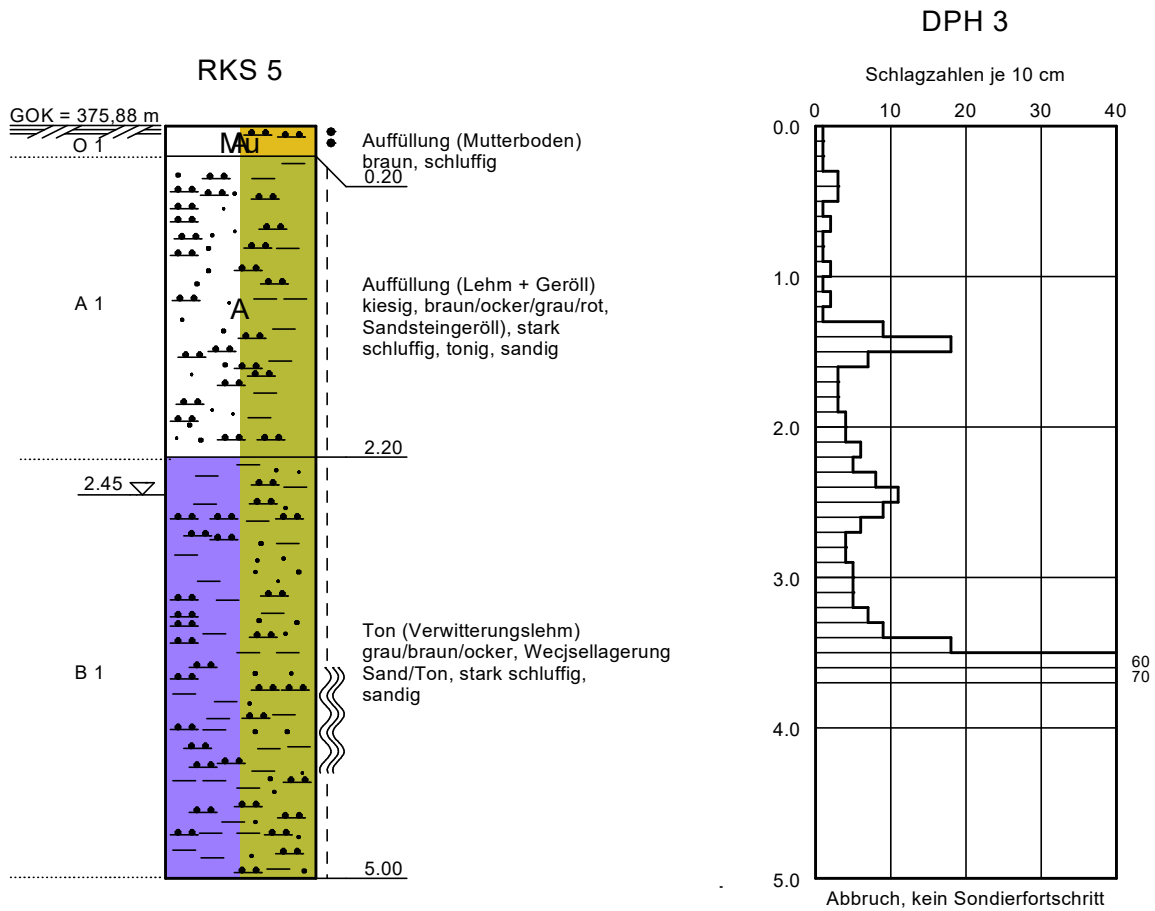 DPH 3
RKS 5
Schlagzahlen je 10 cm
GOK = 375,88 m
0 10 20 30 40
0.0
O 1
Mu
A
Auffüllung (Mutterboden)
braun, schluffig
0.20
1.0
A 1
A
Auffüllung (Lehm + Geröll)
kiesig, braun/ocker/grau/rot,
Sandsteingeröll), stark
schluffig, tonig, sandig
2.0
2.20
2.45
3.0
B 1
Ton (Verwitterungslehm)
grau/braun/ocker, Wecjsellagerung
Sand/Ton, stark schluffig,
sandig
60
70
4.0
5.00
5.0
Abbruch, kein Sondierfortschritt